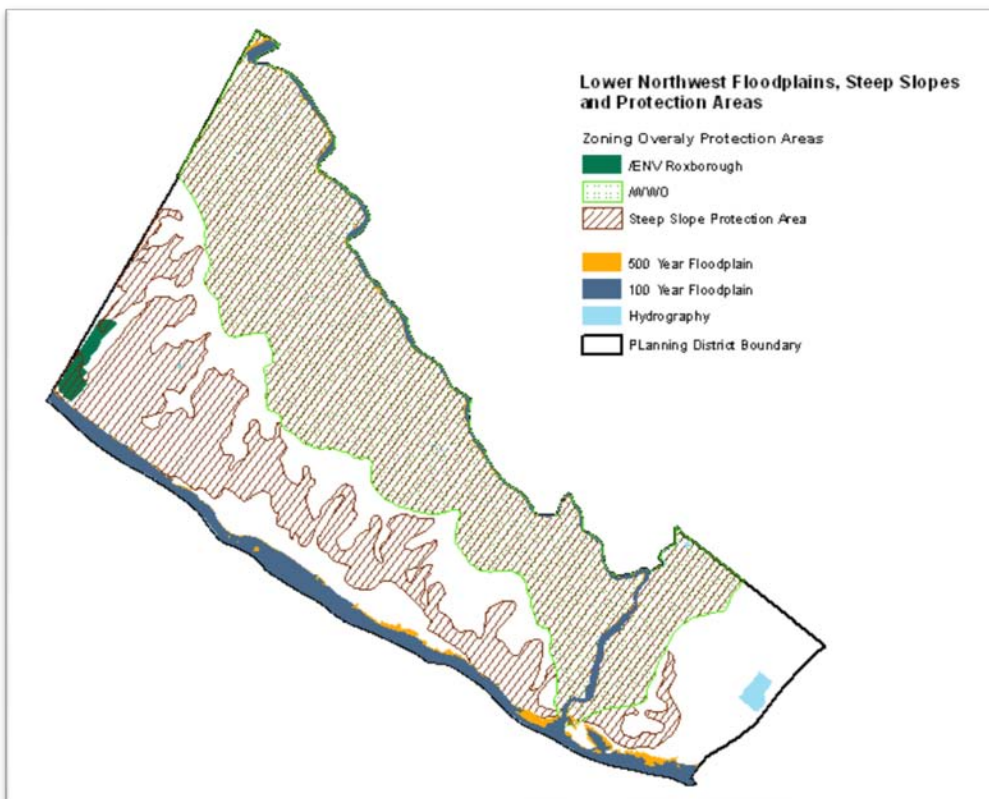 Lower Northwest Floodplains, Steep Slopes
and Protection Areas
Zoning Overaly Protection Areas
/ENV Roxborough
/WWO
Steep Slope Protection Area
500 Year Floodplain
100 Year Floodplain
Hydrography
PLanning District Boundary